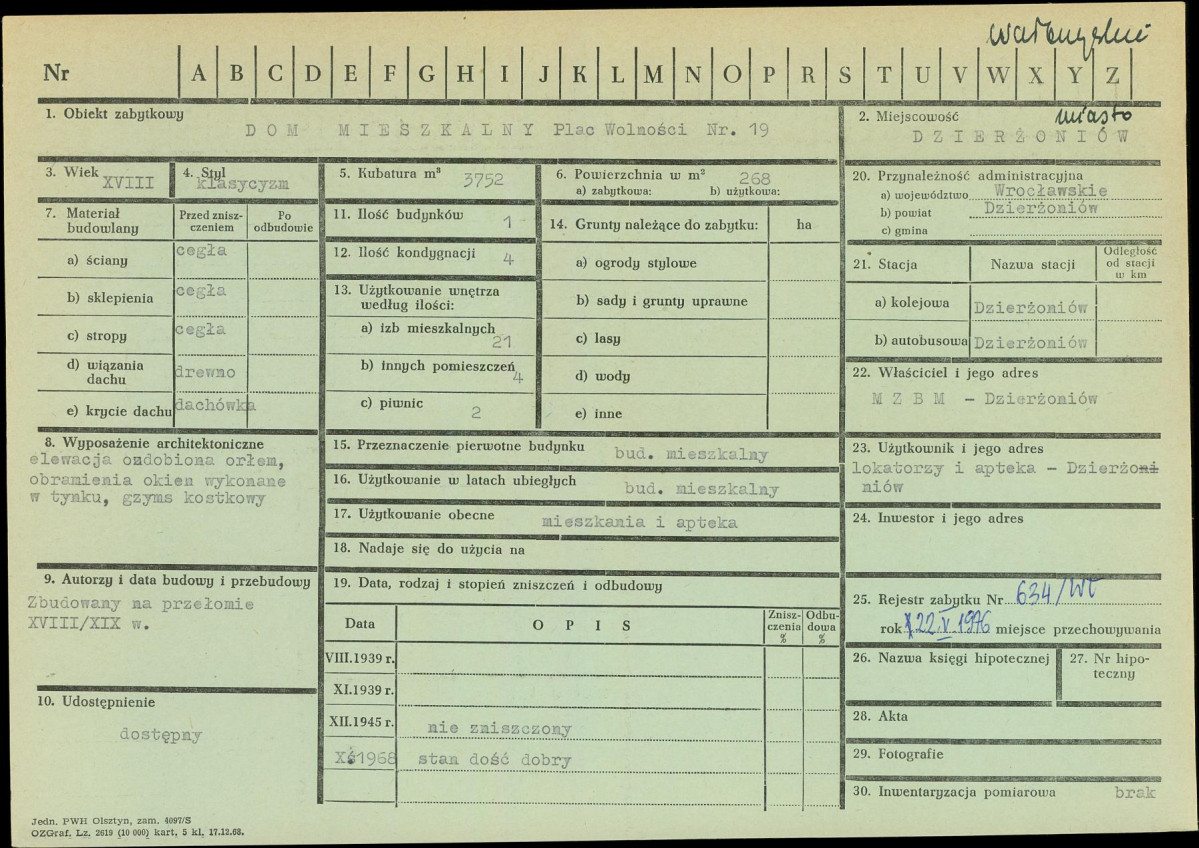 wałbrzyskie
Nr A B C D E F G H I J K L M N O P R S T U V W X Y Z
1. Obiekt zabytkowy
DOM MIESZKALNY Plac Wolności Nr. 19
2. Miejscowość
miasto
DZIERŻONIÓW
3. Wiek
XVIII
4. Styl
klasycyzm
5. Kubatura m³
3752
6. Powierzchnia w m²
268
a) zabytkowa: b) użytkowa:
20. Przynależność administracyjna
a) województwo Wrocławskie
b) powiat Dzierżoniów
c) gmina
7. Materiał budowlany
Przed znisz-
czeniem
Po
odbudowie
a) ściany cegła
b) sklepienia cegła
c) stropy cegła
d) wiązania
dachu drewno
e) krycie dachu dachówka
11. Ilość budynków 1
12. Ilość kondygnacji 4
13. Użytkowanie wnętrza
według ilości:
a) izb mieszkalnych
21
b) innych pomieszczeń
4
c) piwnic 2
14. Grunty należące do zabytku: ha
a) ogrody stylowe
b) sady i grunty uprawne
c) lasy
d) wody
e) inne
21. Stacja Nazwa stacji
Odległość
od stacji
w km
a) kolejowa Dzierżoniów
b) autobusowa Dzierżoniów
22. Właściciel i jego adres
M Z B M - Dzierżoniów
8. Wyposażenie architektoniczne
elewacja ozdobiona orłem,
obramienia okien wykonane
w tynku, gzyms kostkowy
15. Przeznaczenie pierwotne budynku bud. mieszkalny
16. Użytkowanie w latach ubiegłych bud. mieszkalny
17. Użytkowanie obecne mieszkania i apteka
18. Nadaje się do użycia na
23. Użytkownik i jego adres
lokatorzy i apteka - Dzierżoni
niów
24. Inwestor i jego adres
9. Autorzy i data budowy i przebudowy
Zbudowany na przełomie
XVIII/XIX w.
19. Data, rodzaj i stopień zniszczeń i odbudowy
Data OPIS
Znisz-
czenia
%
Odbu-
dowa
%
VIII.1939 r.
XI.1939 r.
XII.1945 r. nie zniszczony
1968 stan dość dobry
25. Rejestr zabytku Nr 634/Wł
rok 22 V 1976 miejsce przechowywania
26. Nazwa księgi hipotecznej
27. Nr hipo-
teczny
10. Udostępnienie
dostępny
28. Akta
29. Fotografie
30. Inwentaryzacja pomiarowa brak
Jedn. PWH Olsztyn, zam. 4097/S
OZGraf. Lz. 2619 (10 000) kart, 5 kl. 17.12.68.